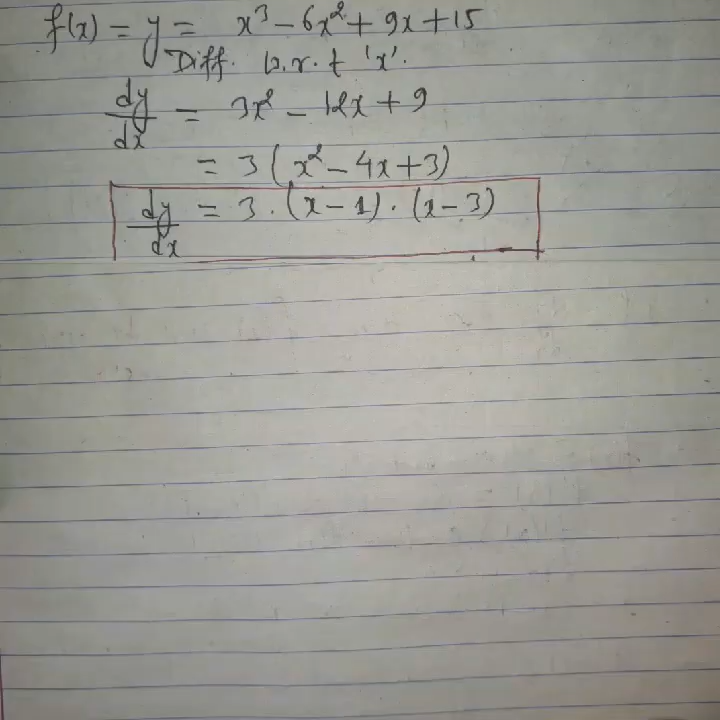 f(x) = y = x³ - 6x² + 9x + 15
Diff. w.r.t 'x'.
dy/dx = 3x² - 12x + 9
= 3(x² - 4x + 3)
dy/dx = 3 . (x - 1) . (x - 3)